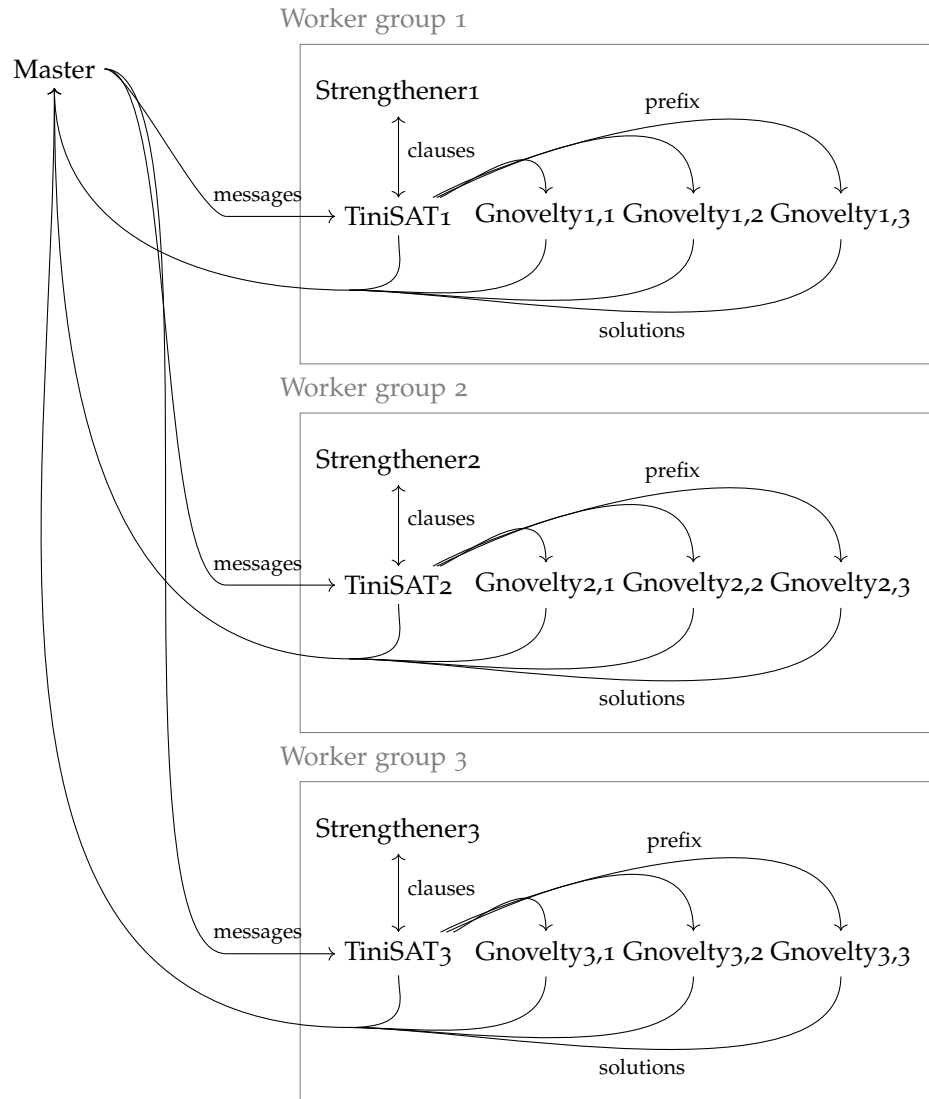 Worker group 1
Master
Strengthener1
prefix
clauses
messages
TiniSAT1 Gnovelty1,1 Gnovelty1,2 Gnovelty1,3
solutions
Worker group 2
Strengthener2
prefix
clauses
messages
TiniSAT2 Gnovelty2,1 Gnovelty2,2 Gnovelty2,3
solutions
Worker group 3
Strengthener3
prefix
clauses
messages
TiniSAT3 Gnovelty3,1 Gnovelty3,2 Gnovelty3,3
solutions